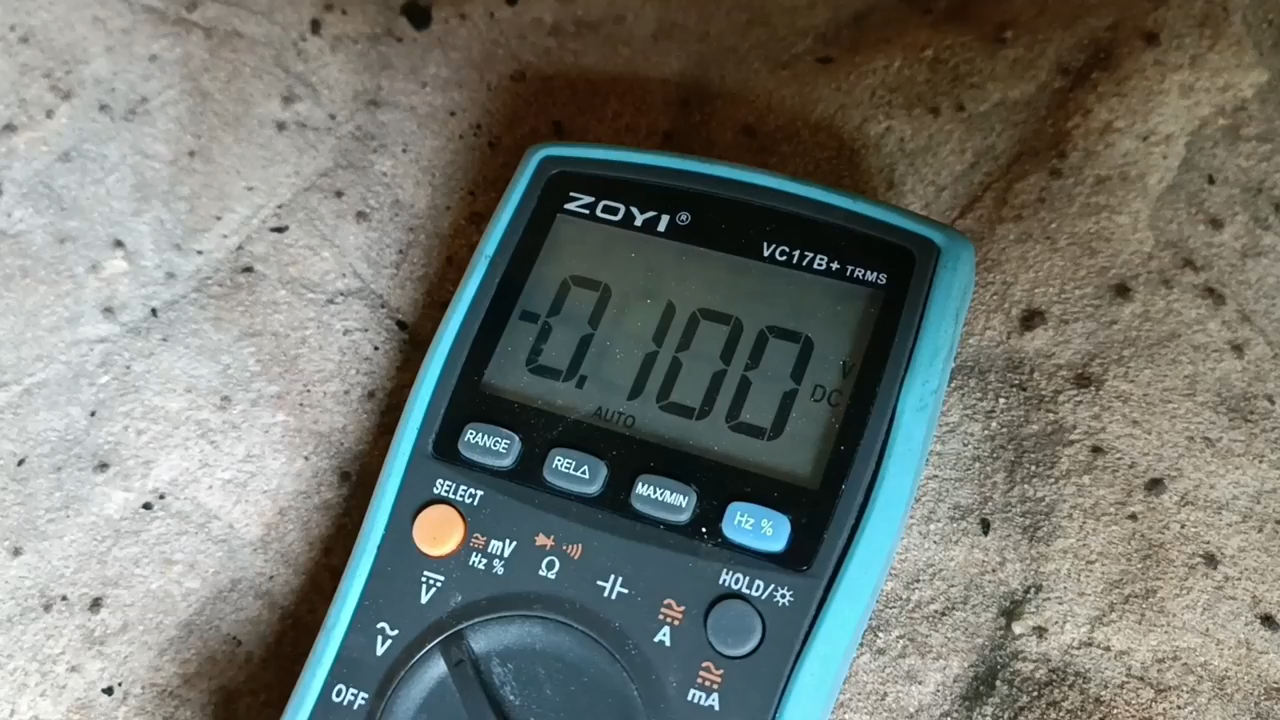 ZOYI®
VC17B+ TRMS
-0.100
V
DC
AUTO
RANGE
REL△
MAX/MIN
Hz %
SELECT
mV
Hz %
Ω
V
HOLD/
A
V
mA
OFF